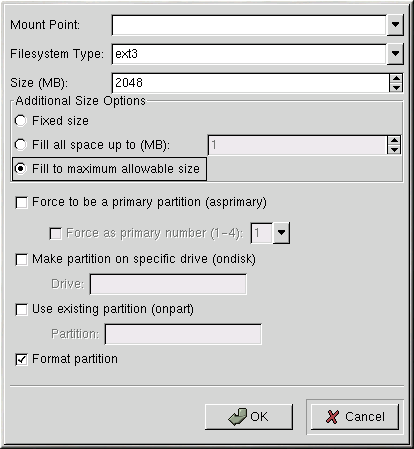 Mount Point:
Filesystem Type: ext3
Size (MB): 2048
Additional Size Options
Fixed size
Fill all space up to (MB): 1
Fill to maximum allowable size
Force to be a primary partition (asprimary)
Force as primary number (1-4): 1
Make partition on specific drive (ondisk)
Drive:
Use existing partition (onpart)
Partition:
Format partition
OK Cancel